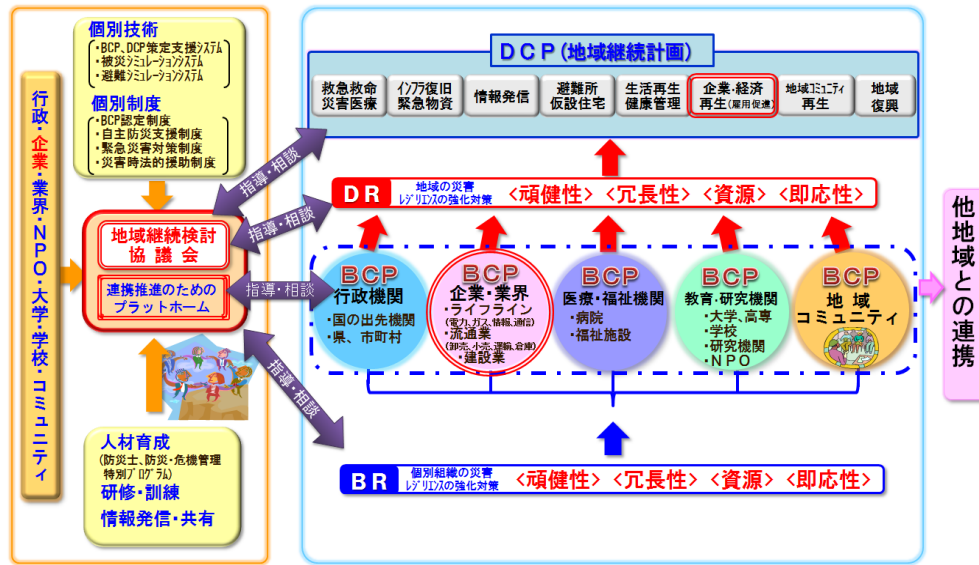 行政・企業・業界・NPO・大学・学校・コミュニティ
個別技術
・BCP、DCP策定支援システム
・被災シミュレーションシステム
・避難シミュレーションシステム
個別制度
・BCP認定制度
・自主防災支援制度
・緊急災害対策制度
・災害時法的援助制度
地域継続検討
協議会
連携推進のための
プラットホーム
人材育成
(防災士、防災・危機管理
特別プログラム)
研修・訓練
情報発信・共有
指導・相談
指導・相談
指導・相談
指導・相談
DCP(地域継続計画)
救急救命
災害医療
インフラ復旧
緊急物資
情報発信
避難所
仮設住宅
生活再生
健康管理
企業・経済
再生(雇用促進)
地域コミュニティ
再生
地域
復興
DR
地域の災害
レジリエンスの強化対策
<頑健性> <冗長性> <資源> <即応性>
BCP
行政機関
・国の出先機関
・県、市町村
BCP
企業・業界
・ライフライン
(電力、ガス、情報、通信)
・流通業
(卸売、小売、運輸、倉庫)
・建設業
BCP
医療・福祉機関
・病院
・福祉施設
BCP
教育・研究機関
・大学、高専
・学校
・研究機関
・NPO
BCP
地域
コミュニティ
BR
個別組織の災害
レジリエンスの強化対策
<頑健性> <冗長性> <資源> <即応性>
他地域との連携